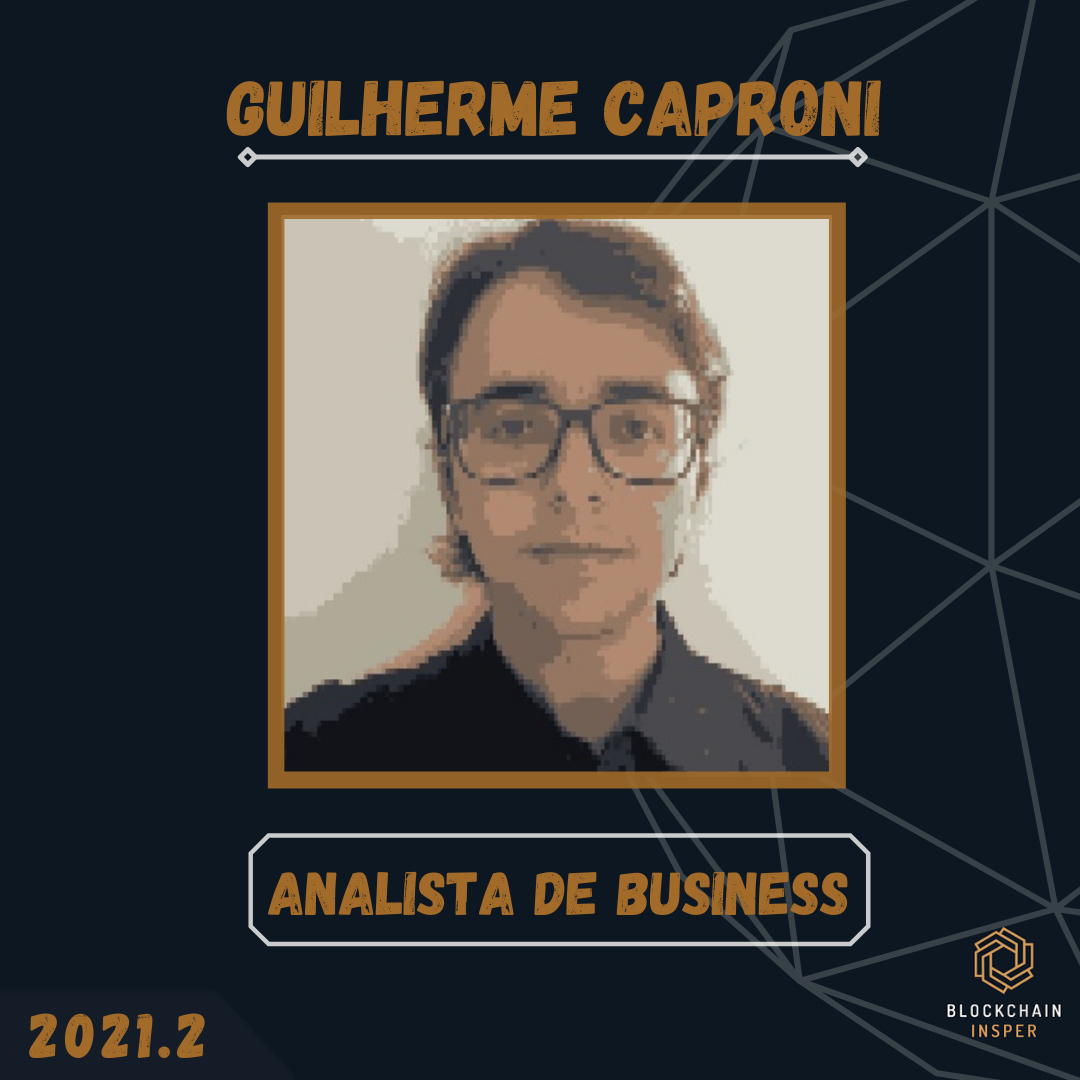 GUILHERME CAPRONI
ANALISTA DE BUSINESS
2021.2
BLOCKCHAIN
INSPER